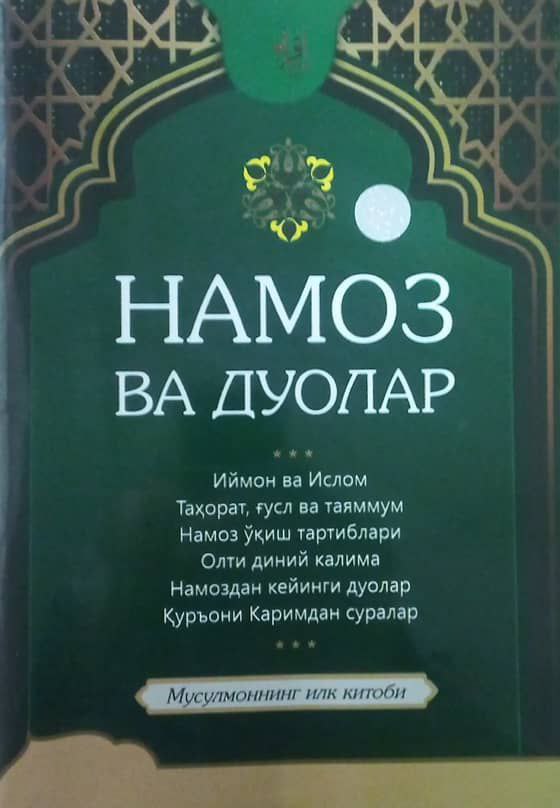 НАМОЗ
ВА ДУОЛАР
* * *
Иймон ва Ислом
Таҳорат, ғусл ва таяммум
Намоз ўқиш тартиблари
Олти диний калима
Намоздан кейинги дуолар
Қуръони Каримдан суралар
* * *
Мусулмоннинг илк китоби